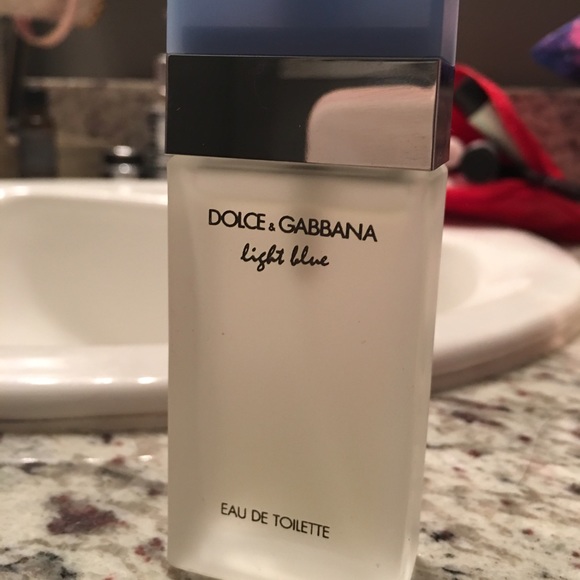 DOLCE & GABBANA
light blue
EAU DE TOILETTE